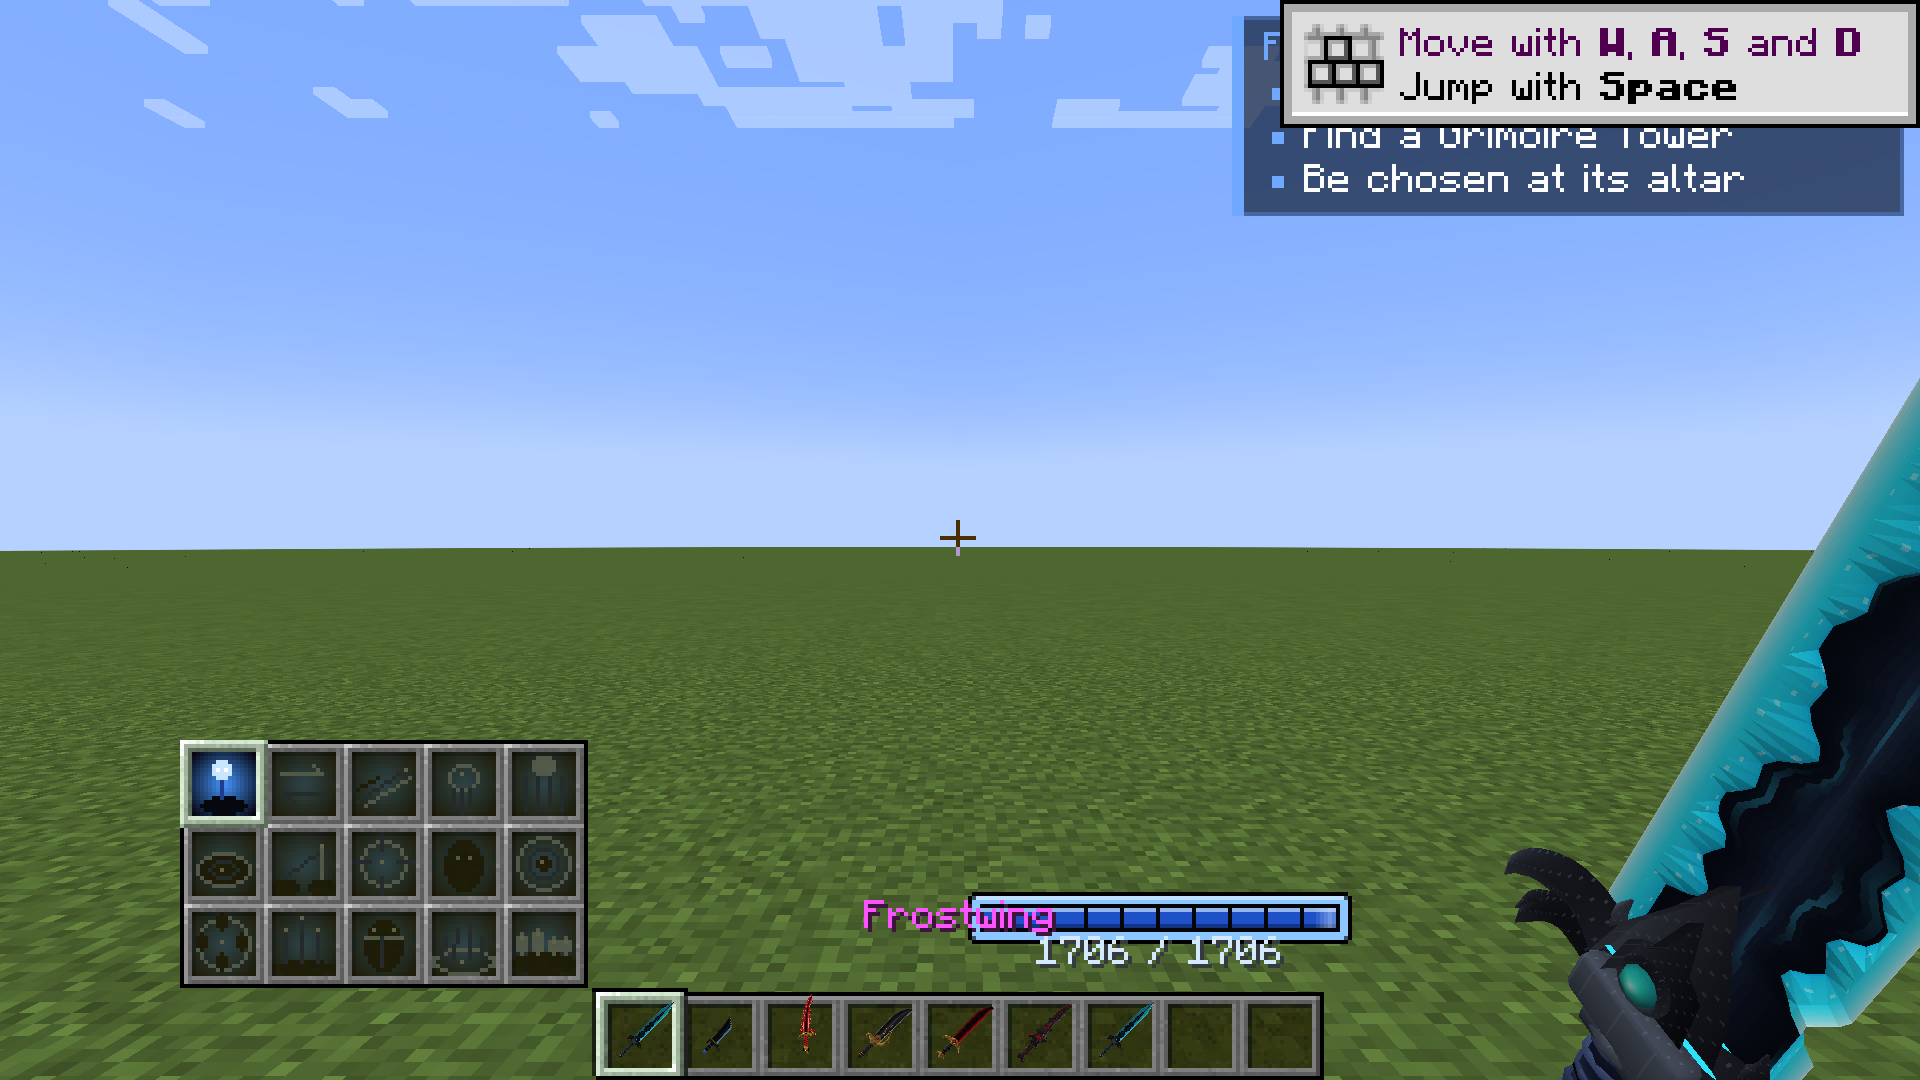 Move with W, A, S and D
Jump with Space
Find a Grimoire Tower
Be chosen at its altar
Frostwing
1706 / 1706